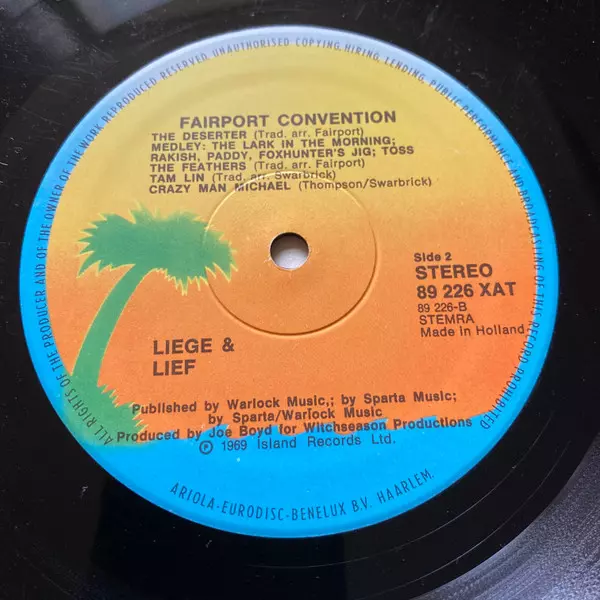 ALL RIGHTS OF THE PRODUCER AND OF THE OWNER OF THE WORK REPRODUCED RESERVED. UNAUTHORISED COPYING, HIRING, LENDING, PUBLIC PERFORMANCE AND BROADCASTING OF THIS RECORD PROHIBITED
FAIRPORT CONVENTION
THE DESERTER (Trad. arr. Fairport)
MEDLEY: THE LARK IN THE MORNING;
RAKISH, PADDY, FOXHUNTER'S JIG; TOSS
THE FEATHERS (Trad. arr. Fairport)
TAM LIN (Trad. arr. Swarbrick)
CRAZY MAN MICHAEL (Thompson/Swarbrick)
Side 2
STEREO
89 226 XAT
89 226-B
STEMRA
Made in Holland
LIEGE &
LIEF
Published by Warlock Music,; by Sparta Music;
by Sparta/Warlock Music
Produced by Joe Boyd for Witchseason Productions
℗ 1969 Island Records Ltd.
ARIOLA-EURODISC-BENELUX B.V. HAARLEM.